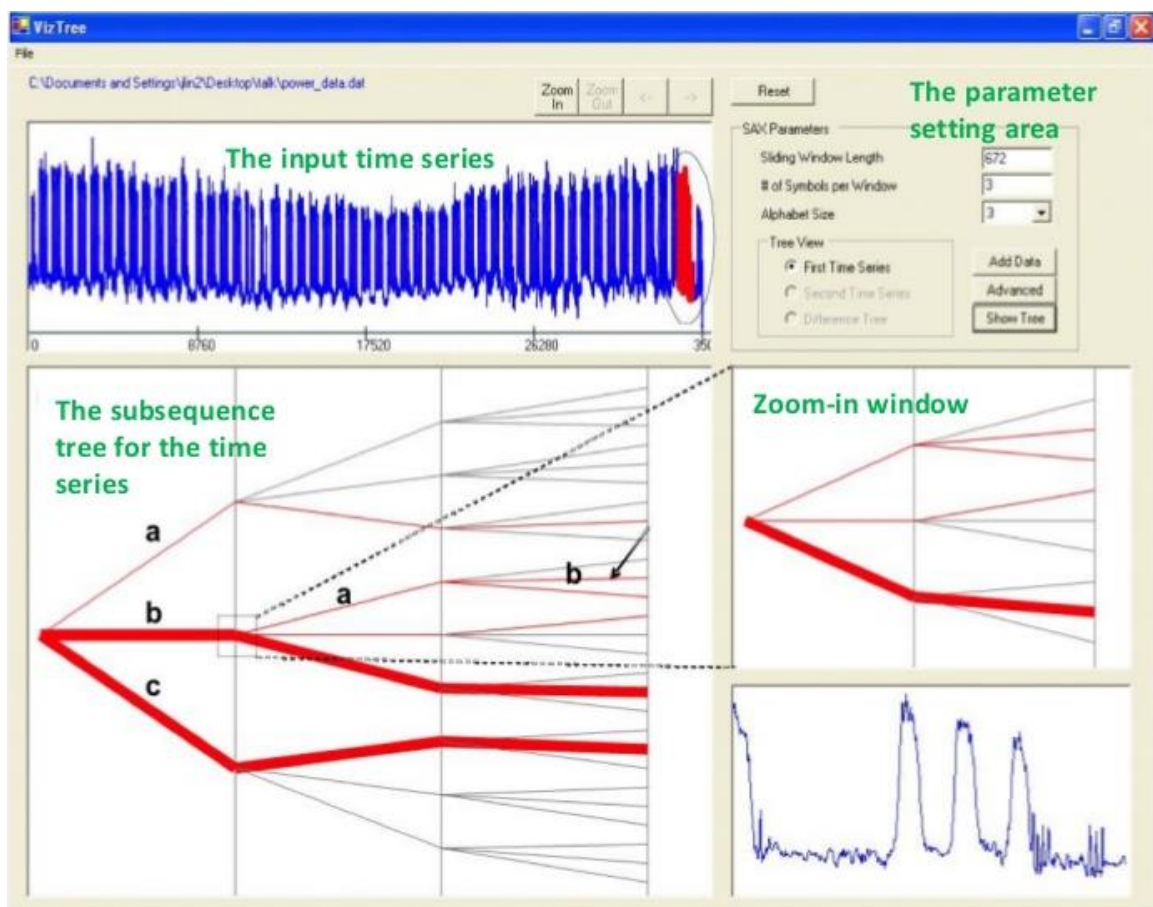 VizTree
File
C:\Documents and Settings\jlin2\Desktop\talk\power_data.dat
Zoom In
Zoom Out
<-
->
Reset
The parameter
setting area
The input time series
SAX Parameters
Sliding Window Length
672
# of Symbols per Window
3
Alphabet Size
3
Tree View
First Time Series
Second Time Series
Difference Tree
Add Data
Advanced
Show Tree
0
8760
17520
26280
350
The subsequence
tree for the time
series
Zoom-in window
a
b
c
a
b